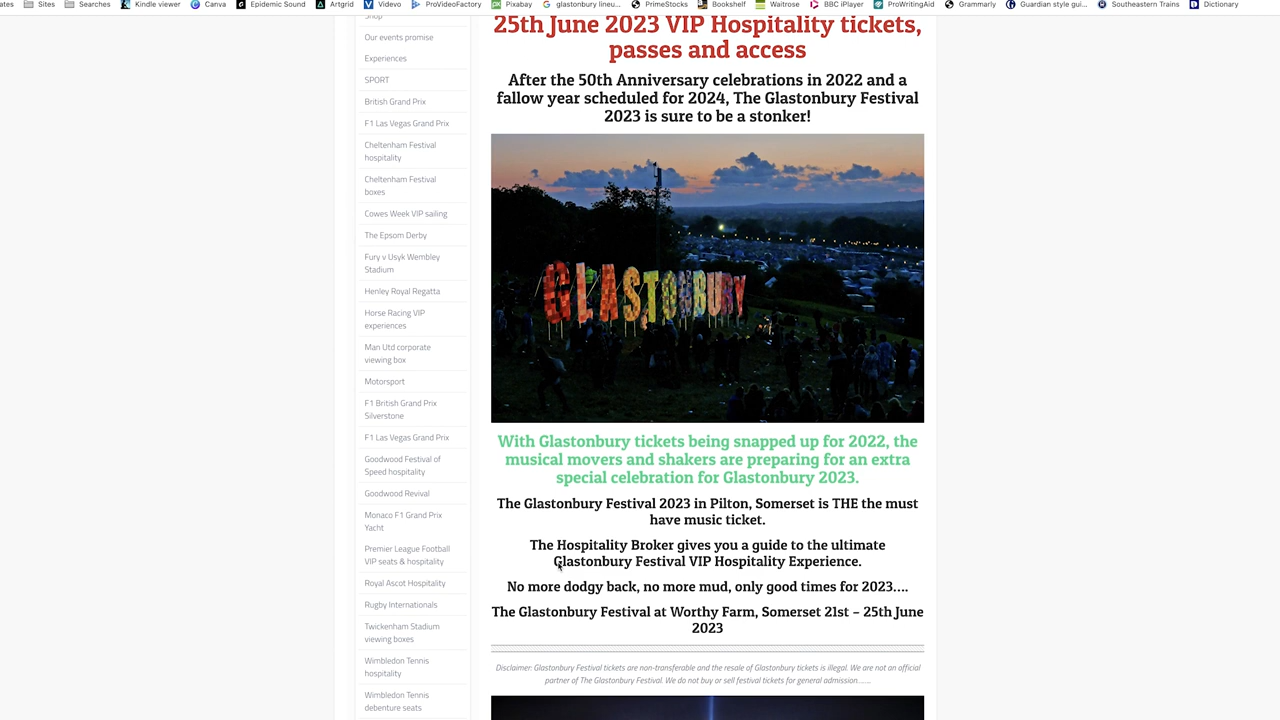 ates Sites Searches Kindle viewer Canva Epidemic Sound Artgrid Videvo ProVideoFactory Pixabay glastonbury lineu... PrimeStocks Bookshelf Waitrose BBC iPlayer ProWritingAid Grammarly Guardian style gui... Southeastern Trains Dictionary
Shop
Our events promise
Experiences
SPORT
British Grand Prix
F1 Las Vegas Grand Prix
Cheltenham Festival
hospitality
Cheltenham Festival
boxes
Cowes Week VIP sailing
The Epsom Derby
Fury v Usyk Wembley
Stadium
Henley Royal Regatta
Horse Racing VIP
experiences
Man Utd corporate
viewing box
Motorsport
F1 British Grand Prix
Silverstone
F1 Las Vegas Grand Prix
Goodwood Festival of
Speed hospitality
Goodwood Revival
Monaco F1 Grand Prix
Yacht
Premier League Football
VIP seats & hospitality
Royal Ascot Hospitality
Rugby Internationals
Twickenham Stadium
viewing boxes
Wimbledon Tennis
hospitality
Wimbledon Tennis
debenture seats
25th June 2023 VIP Hospitality tickets,
passes and access
After the 50th Anniversary celebrations in 2022 and a
fallow year scheduled for 2024, The Glastonbury Festival
2023 is sure to be a stonker!
GLASTONBURY
With Glastonbury tickets being snapped up for 2022, the
musical movers and shakers are preparing for an extra
special celebration for Glastonbury 2023.
The Glastonbury Festival 2023 in Pilton, Somerset is THE the must
have music ticket.
The Hospitality Broker gives you a guide to the ultimate
Glastonbury Festival VIP Hospitality Experience.
No more dodgy back, no more mud, only good times for 2023....
The Glastonbury Festival at Worthy Farm, Somerset 21st – 25th June
2023
Disclaimer: Glastonbury Festival tickets are non-transferable and the resale of Glastonbury tickets is illegal. We are not an official
partner of The Glastonbury Festival. We do not buy or sell festival tickets for general admission.......